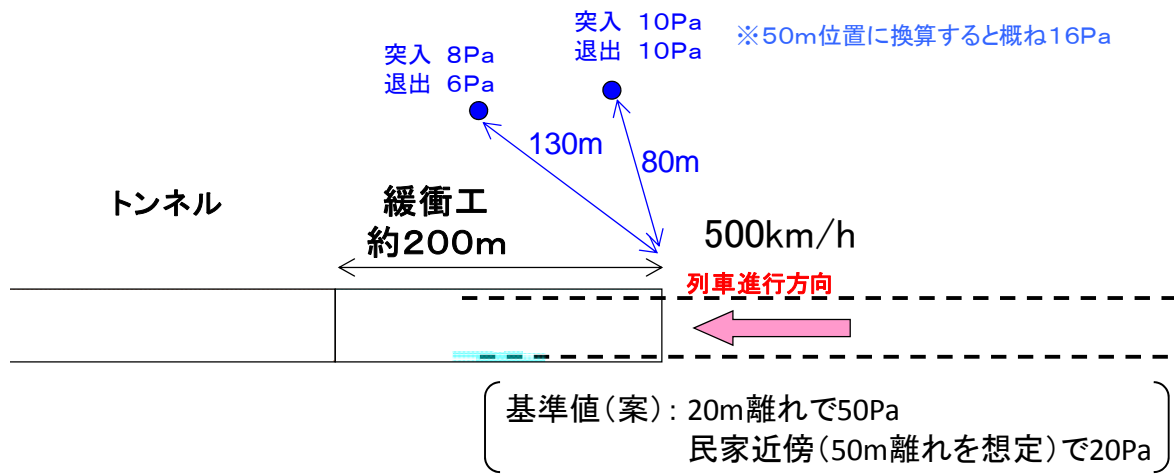 突入 10Pa
退出 10Pa
※50m位置に換算すると概ね16Pa
突入 8Pa
退出 6Pa
130m
80m
トンネル
緩衝工
約200m
500km/h
列車進行方向
基準値(案): 20m離れで50Pa
民家近傍(50m離れを想定)で20Pa